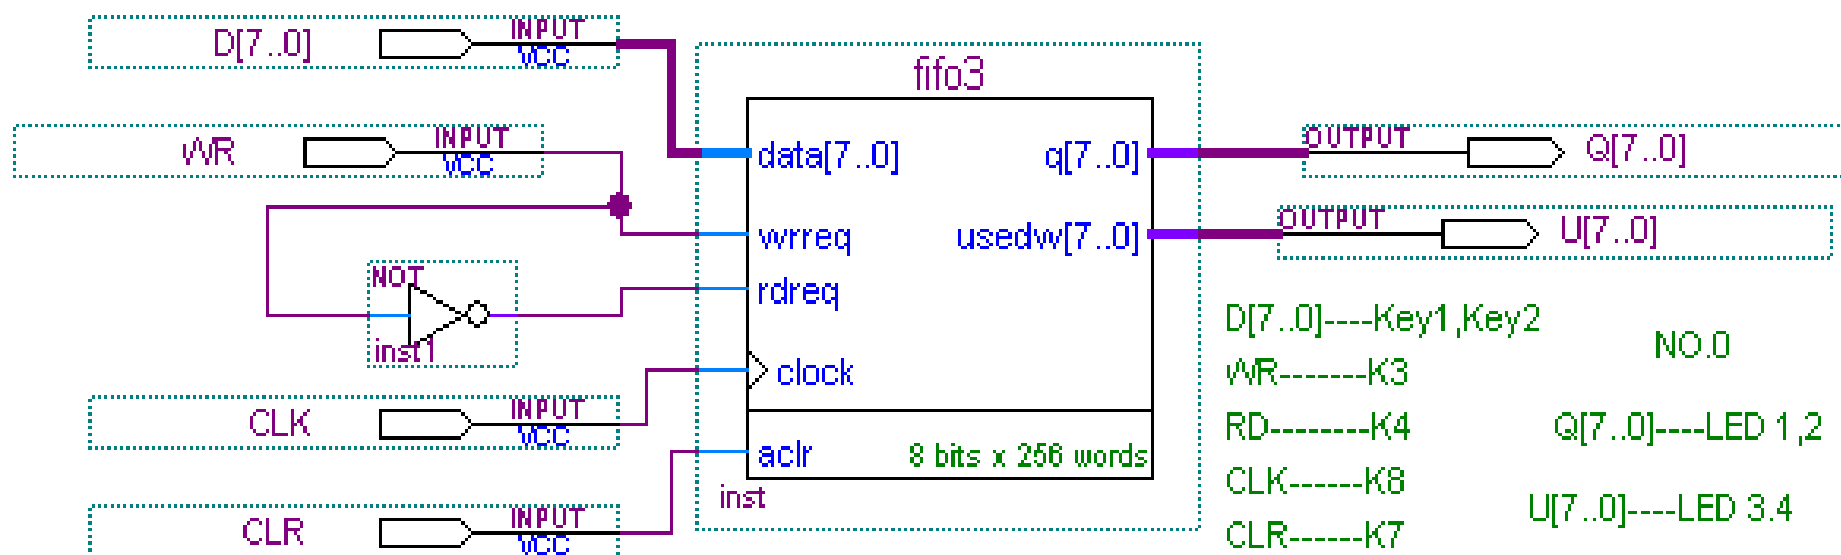 D[7..0]
INPUT
VCC
WR
INPUT
VCC
NOT
inst1
CLK
INPUT
VCC
CLR
INPUT
VCC
fifo3
data[7..0]
q[7..0]
wrreq
usedw[7..0]
rdreq
clock
aclr
8 bits x 256 words
inst
OUTPUT
Q[7..0]
OUTPUT
U[7..0]
D[7..0]----Key1,Key2
NO.0
WR-------K3
RD--------K4
Q[7..0]----LED 1,2
CLK------K8
U[7..0]----LED 3.4
CLR------K7